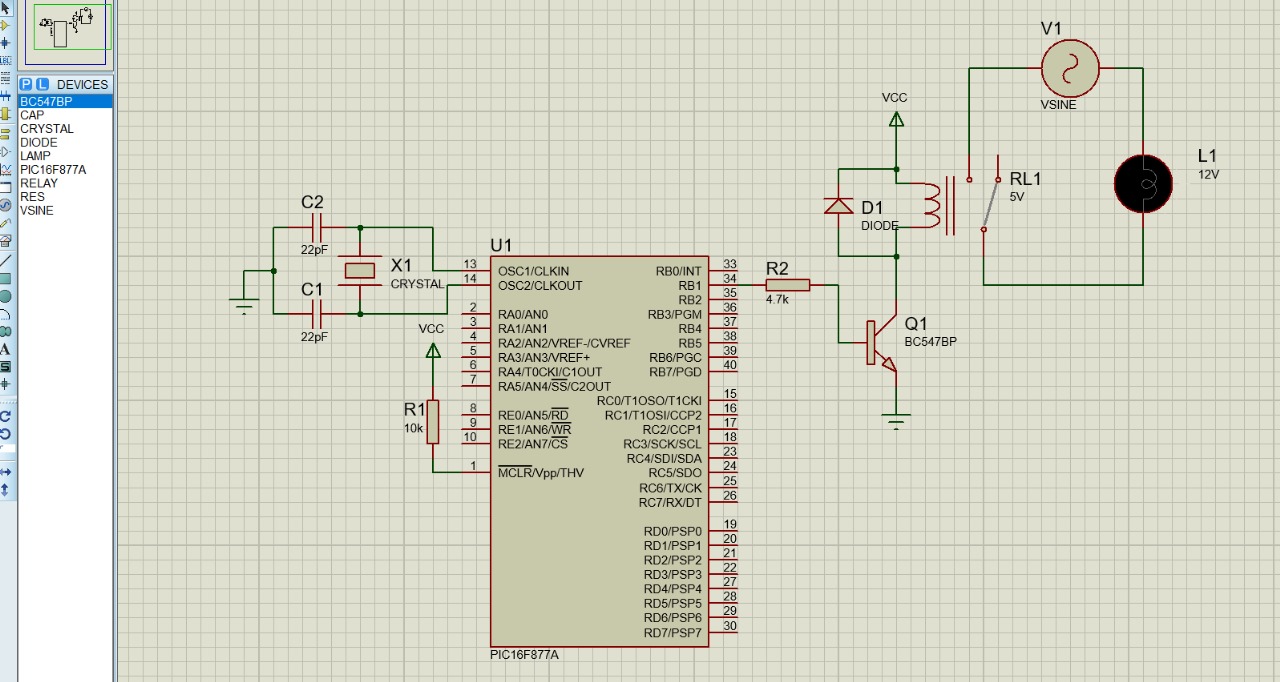 P L DEVICES
BC547BP
CAP
CRYSTAL
DIODE
LAMP
PIC16F877A
RELAY
RES
VSINE
V1
VSINE
VCC
L1
12V
RL1
5V
D1
DIODE
C2
22pF
X1
CRYSTAL
C1
22pF
VCC
R1
10k
U1
13 OSC1/CLKIN
14 OSC2/CLKOUT
2 RA0/AN0
3 RA1/AN1
4 RA2/AN2/VREF-/CVREF
5 RA3/AN3/VREF+
6 RA4/T0CKI/C1OUT
7 RA5/AN4/SS/C2OUT
8 RE0/AN5/RD
9 RE1/AN6/WR
10 RE2/AN7/CS
1 MCLR/Vpp/THV
RB0/INT 33
RB1 34
RB2 35
RB3/PGM 36
RB4 37
RB5 38
RB6/PGC 39
RB7/PGD 40
RC0/T1OSO/T1CKI 15
RC1/T1OSI/CCP2 16
RC2/CCP1 17
RC3/SCK/SCL 18
RC4/SDI/SDA 23
RC5/SDO 24
RC6/TX/CK 25
RC7/RX/DT 26
RD0/PSP0 19
RD1/PSP1 20
RD2/PSP2 21
RD3/PSP3 22
RD4/PSP4 27
RD5/PSP5 28
RD6/PSP6 29
RD7/PSP7 30
PIC16F877A
R2
4.7k
Q1
BC547BP